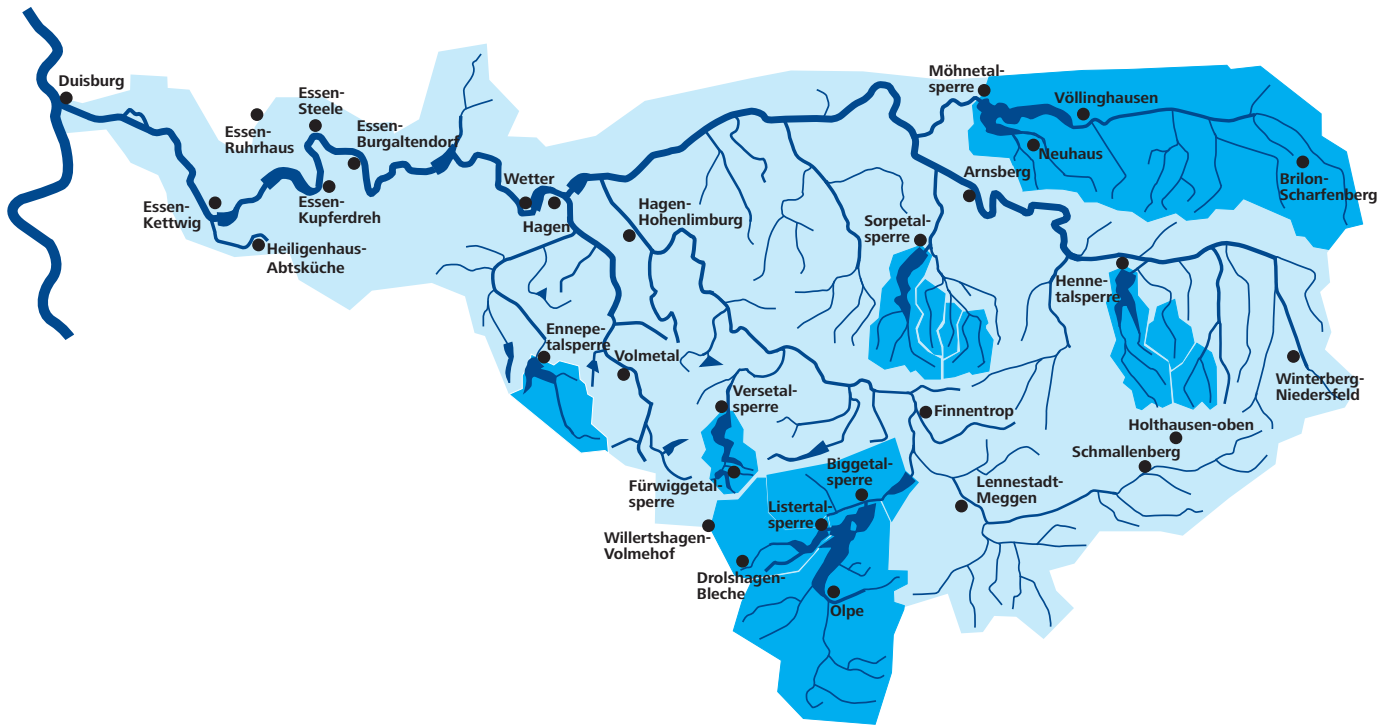 Duisburg
Essen-
Steele
Essen-
Ruhrhaus
Essen-
Burgaltendorf
Essen-
Kettwig
Essen-
Kupferdreh
Heiligenhaus-
Abtsküche
Wetter
Hagen
Hagen-
Hohenlimburg
Möhnetal-
sperre
Völlinghausen
Neuhaus
Brilon-
Scharfenberg
Arnsberg
Sorpetal-
sperre
Henne-
talsperre
Ennepe-
talsperre
Volmetal
Versetal-
sperre
Finnentrop
Winterberg-
Niedersfeld
Holthausen-oben
Schmallenberg
Biggetal-
sperre
Lennestadt-
Meggen
Fürwiggetal-
sperre
Listertal-
sperre
Willertshagen-
Volmehof
Drolshagen-
Bleche
Olpe